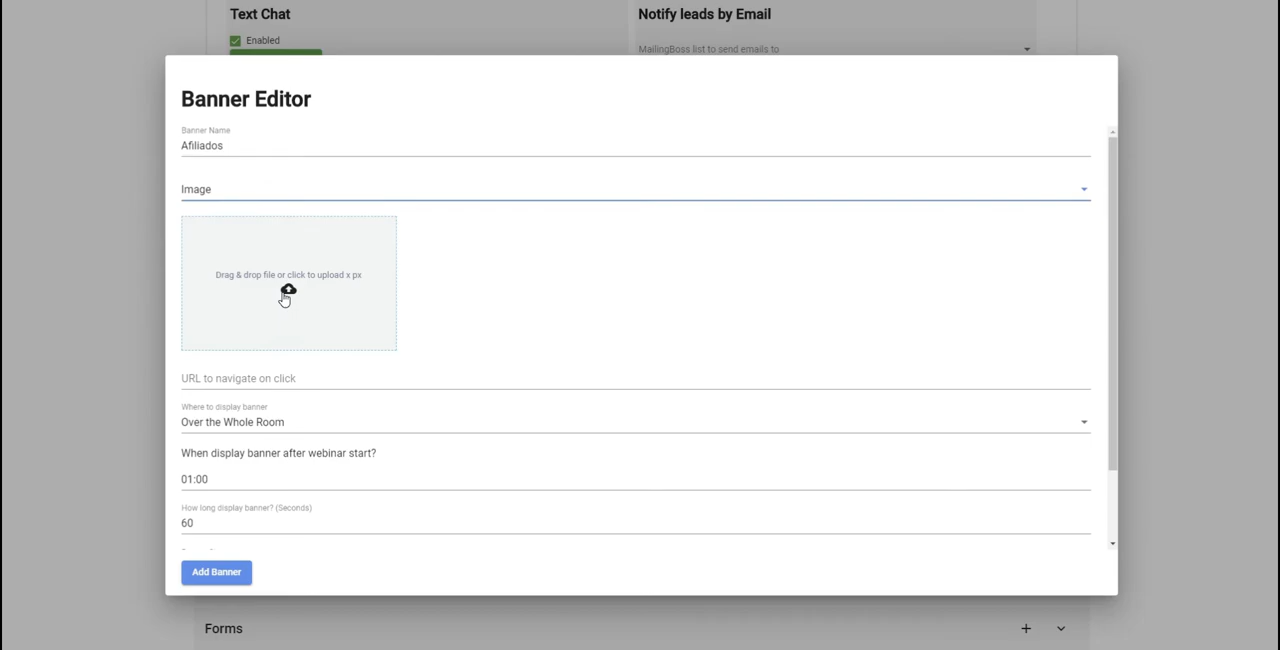 Text Chat
Notify leads by Email
Enabled
MailingBoss list to send emails to
Banner Editor
Banner Name
Afiliados
Image
Drag & drop file or click to upload x px
URL to navigate on click
Where to display banner
Over the Whole Room
When display banner after webinar start?
01:00
How long display banner? (Seconds)
60
Add Banner
Forms